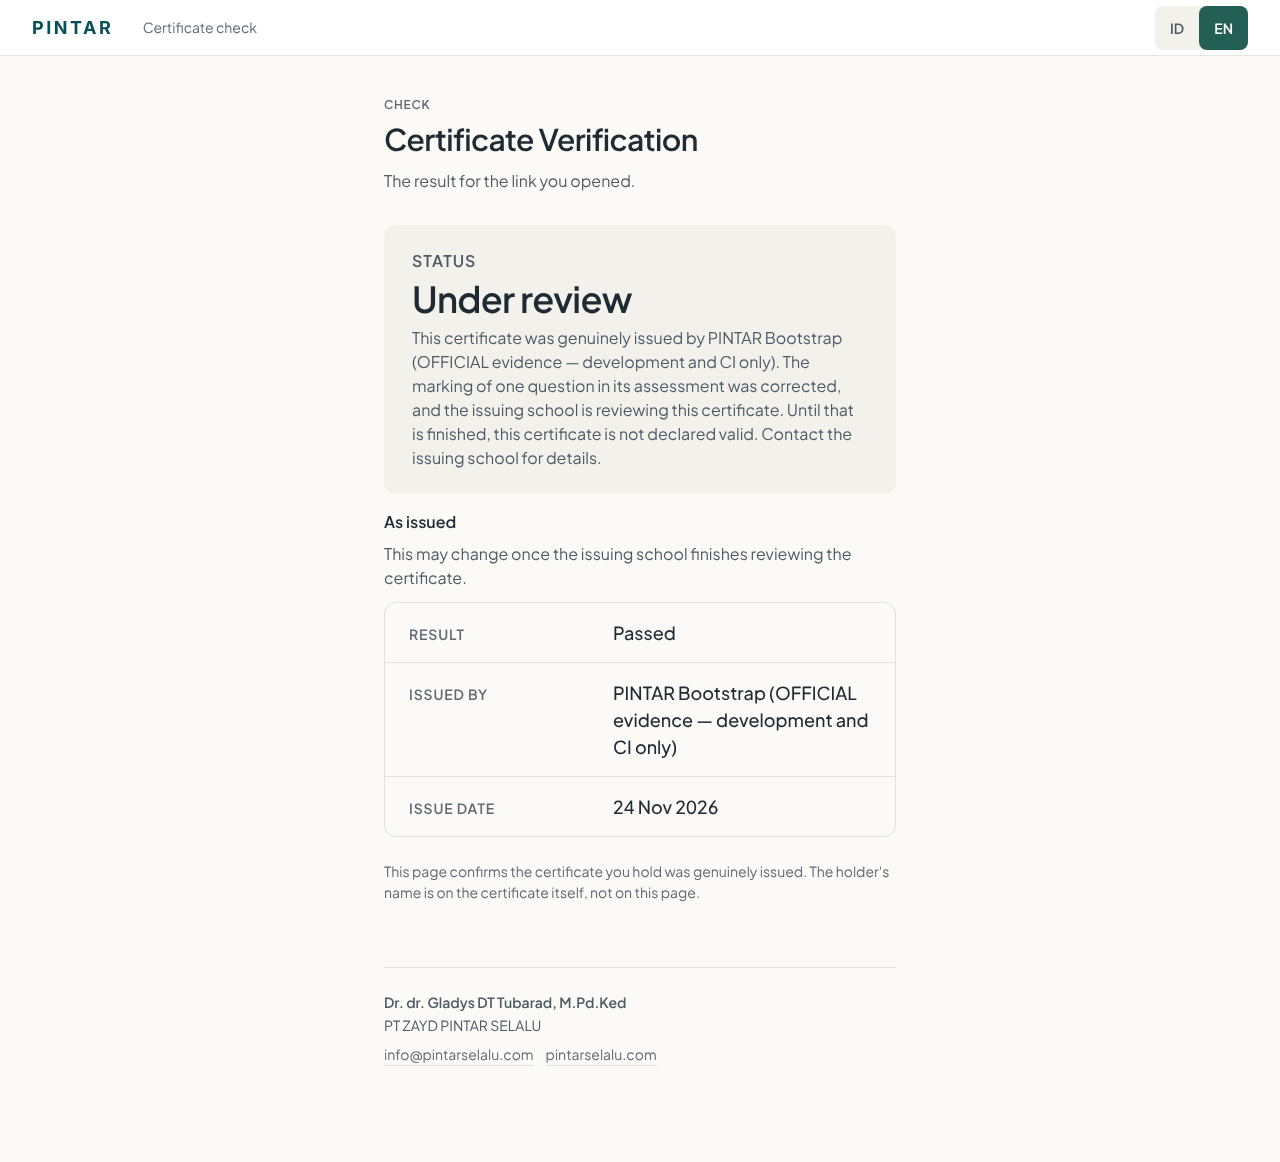 PINTAR
Certificate check
ID
EN
CHECK
Certificate Verification
The result for the link you opened.
STATUS
Under review
This certificate was genuinely issued by PINTAR Bootstrap
(OFFICIAL evidence — development and CI only). The
marking of one question in its assessment was corrected,
and the issuing school is reviewing this certificate. Until that
is finished, this certificate is not declared valid. Contact the
issuing school for details.
As issued
This may change once the issuing school finishes reviewing the
certificate.
RESULT
Passed
ISSUED BY
PINTAR Bootstrap (OFFICIAL
evidence — development and
CI only)
ISSUE DATE
24 Nov 2026
This page confirms the certificate you hold was genuinely issued. The holder's
name is on the certificate itself, not on this page.
Dr. dr. Gladys DT Tubarad, M.Pd.Ked
PT ZAYD PINTAR SELALU
info@pintarselalu.com pintarselalu.com